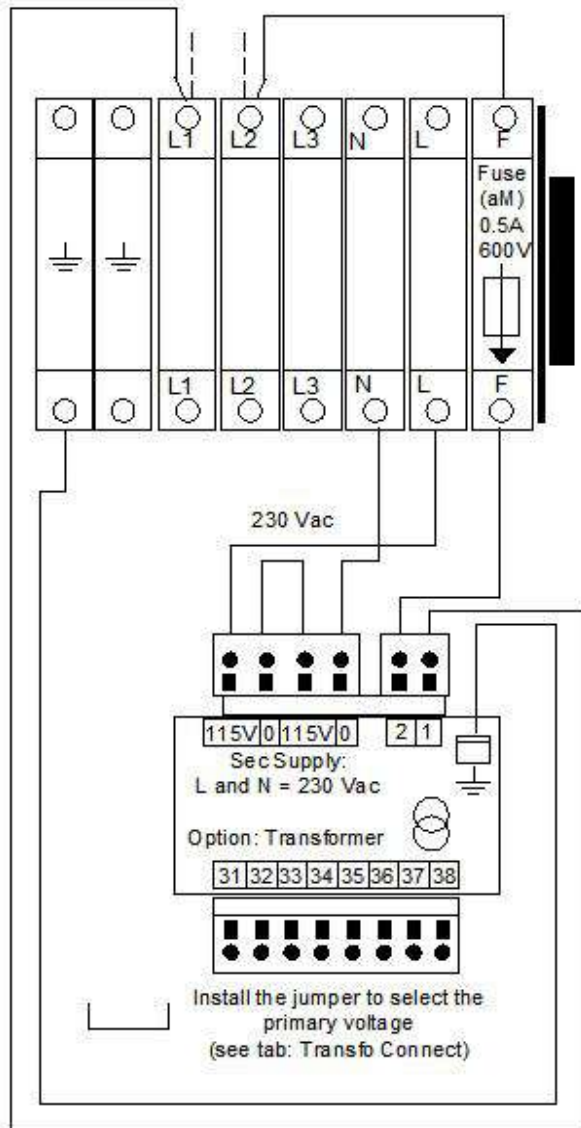 L1 L2 L3 N L F
Fuse
(aM)
0.5A
600V
L1 L2 L3 N L F
230 Vac
115V 0 115V 0 2 1
Sec Supply:
L and N = 230 Vac
Option: Transformer
31 32 33 34 35 36 37 38
Install the jumper to select the
primary voltage
(see tab: Transfo Connect)